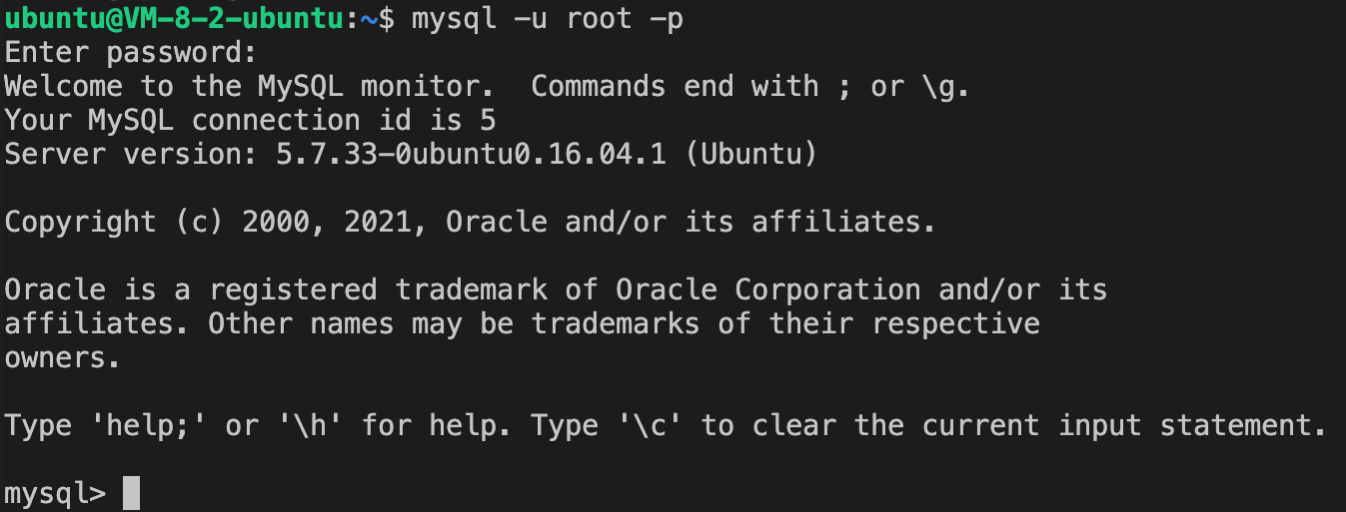 ubuntu@VM-8-2-ubuntu:~$ mysql -u root -p
Enter password:
Welcome to the MySQL monitor.  Commands end with ; or \g.
Your MySQL connection id is 5
Server version: 5.7.33-0ubuntu0.16.04.1 (Ubuntu)
Copyright (c) 2000, 2021, Oracle and/or its affiliates.
Oracle is a registered trademark of Oracle Corporation and/or its
affiliates. Other names may be trademarks of their respective
owners.
Type 'help;' or '\h' for help. Type '\c' to clear the current input statement.
mysql>